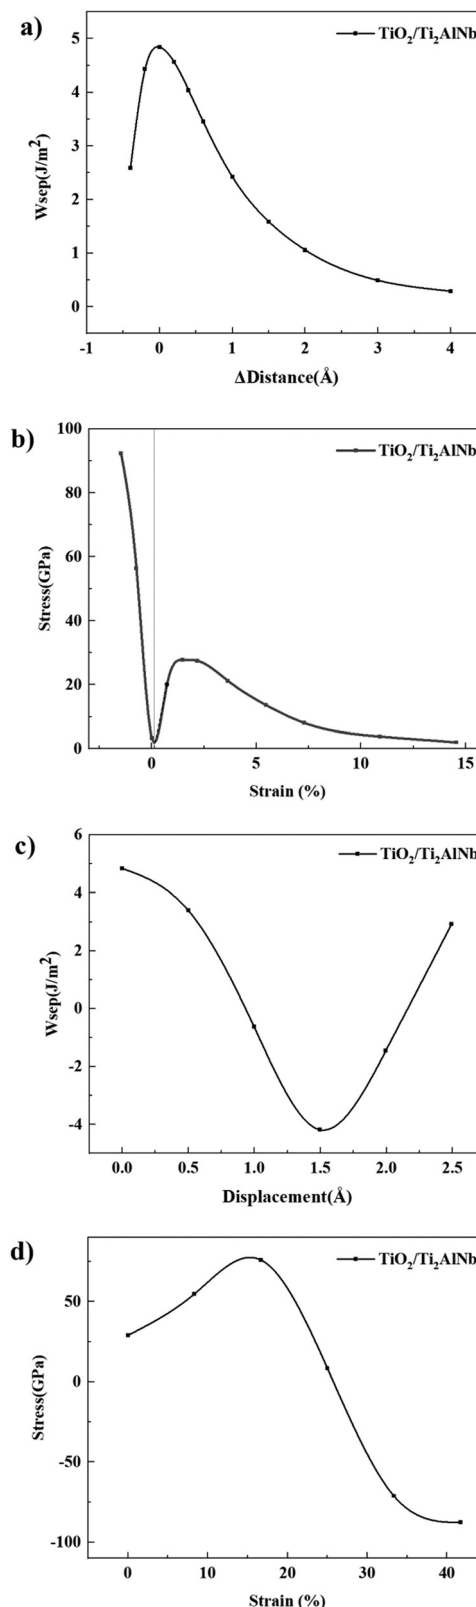 a)
TiO₂/Ti₂AlNb
Wsep(J/m²)
5
4
3
2
1
0
-1 0 1 2 3 4
ΔDistance(Å)
b)
TiO₂/Ti₂AlNb
Stress(GPa)
100
80
60
40
20
0
0 5 10 15
Strain (%)
c)
TiO₂/Ti₂AlNb
Wsep(J/m²)
6
4
2
0
-2
-4
0.0 0.5 1.0 1.5 2.0 2.5
Displacement(Å)
d)
TiO₂/Ti₂AlNb
Stress(GPa)
50
0
-50
-100
0 10 20 30 40
Strain (%)